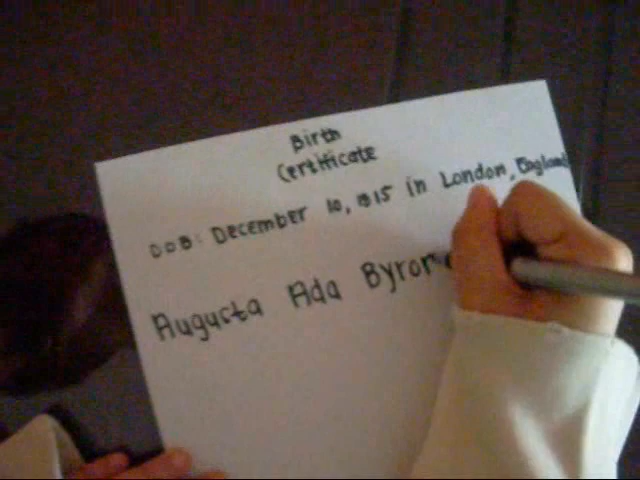 Birth
Certificate
DOB: December 10, 1815 in London, England
Augusta Ada Byron